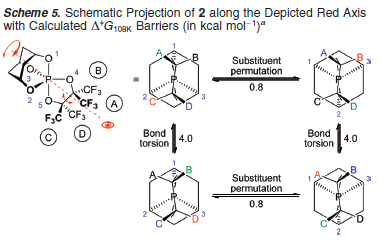 Scheme 5. Schematic Projection of 2 along the Depicted Red Axis
with Calculated Δ‡G108K Barriers (in kcal mol−1)a
O 1
O 3
P
O 4
O
2
5
O
CF3
CF3
F3C
CF3
B
A
C
D
=
A 1 B
P
2 C D 3
Substituent
permutation
0.8
A B 3
1 P
C D
2
Bond
torsion
4.0
Bond
torsion
4.0
1
A B
P
2 C D 3
Substituent
permutation
0.8
1 A B 3
P
C D
2